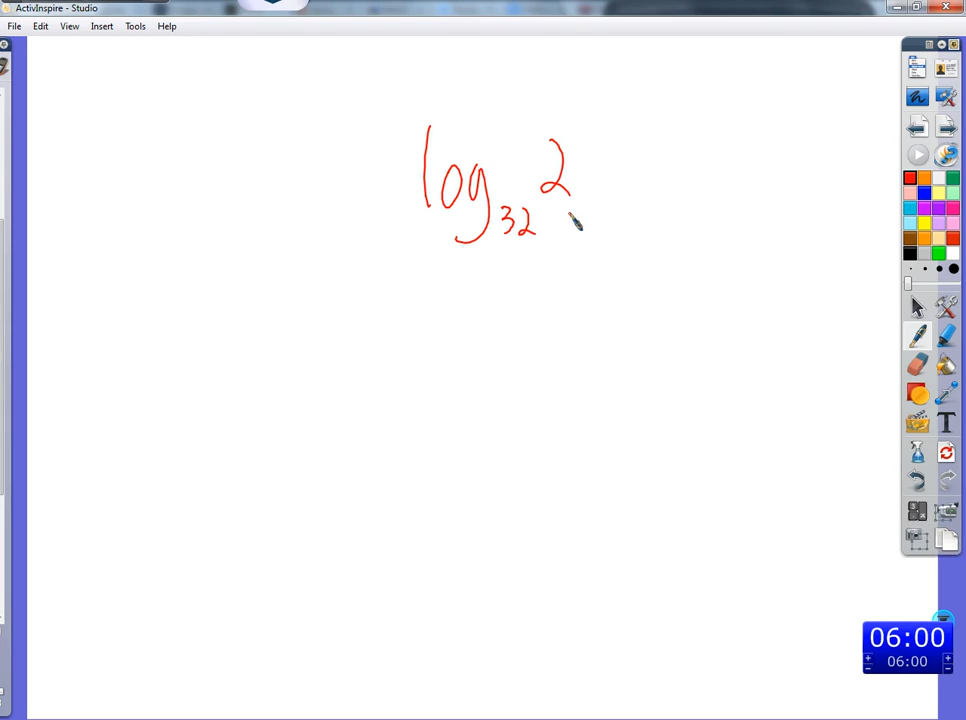 ActivInspire - Studio
File Edit View Insert Tools Help
log₃₂ 2
06:00
06:00